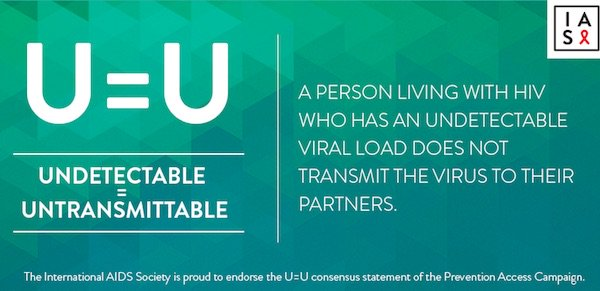 U=U
UNDETECTABLE
=
UNTRANSMITTABLE
A PERSON LIVING WITH HIV
WHO HAS AN UNDETECTABLE
VIRAL LOAD DOES NOT
TRANSMIT THE VIRUS TO THEIR
PARTNERS.
IA
S
The International AIDS Society is proud to endorse the U=U consensus statement of the Prevention Access Campaign.